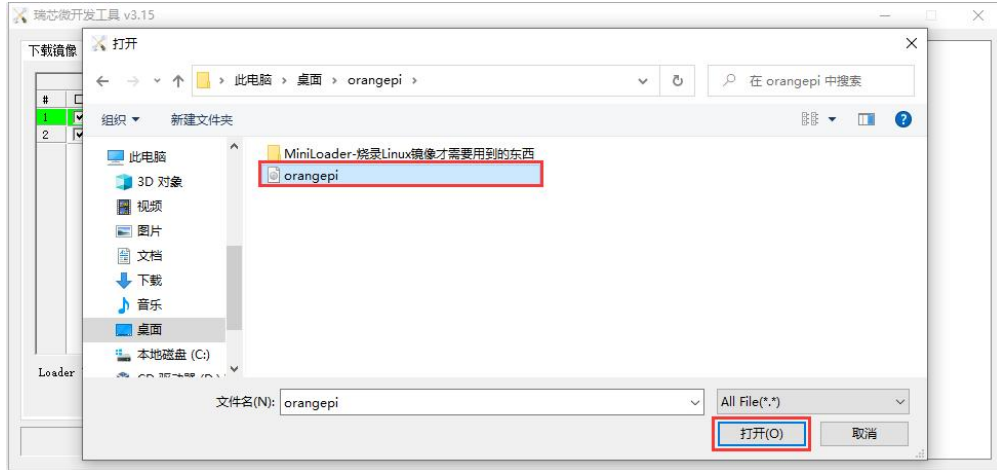 瑞芯微开发工具 v3.15
下载镜像
打开
此电脑 › 桌面 › orangepi ›
在 orangepi 中搜索
组织
新建文件夹
#
1
2
此电脑
3D 对象
视频
图片
文档
下载
音乐
桌面
本地磁盘 (C:)
MiniLoader-烧录Linux镜像才需要用到的东西
orangepi
Loader
文件名(N):
orangepi
All File(*.*)
打开(O)
取消